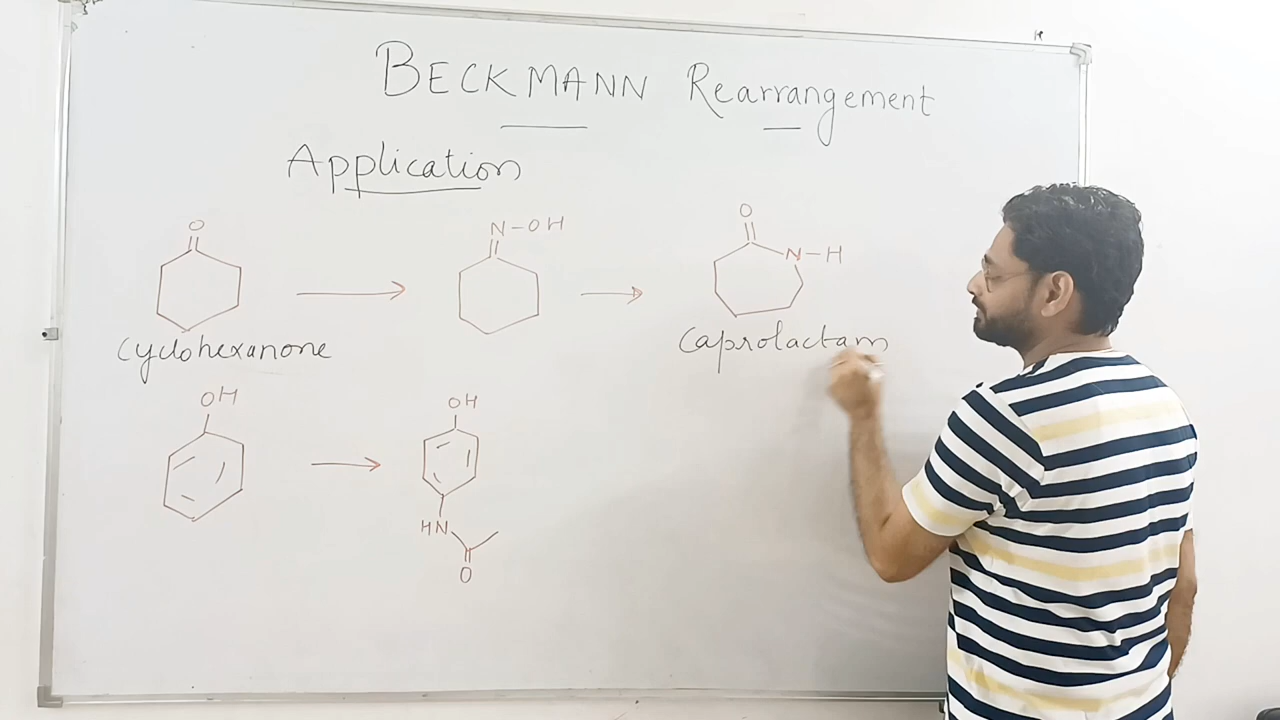 BECKMANN Rearrangement
Application
O
N-OH
O
N-H
cyclohexanone
Caprolactam
OH
OH
HN
O